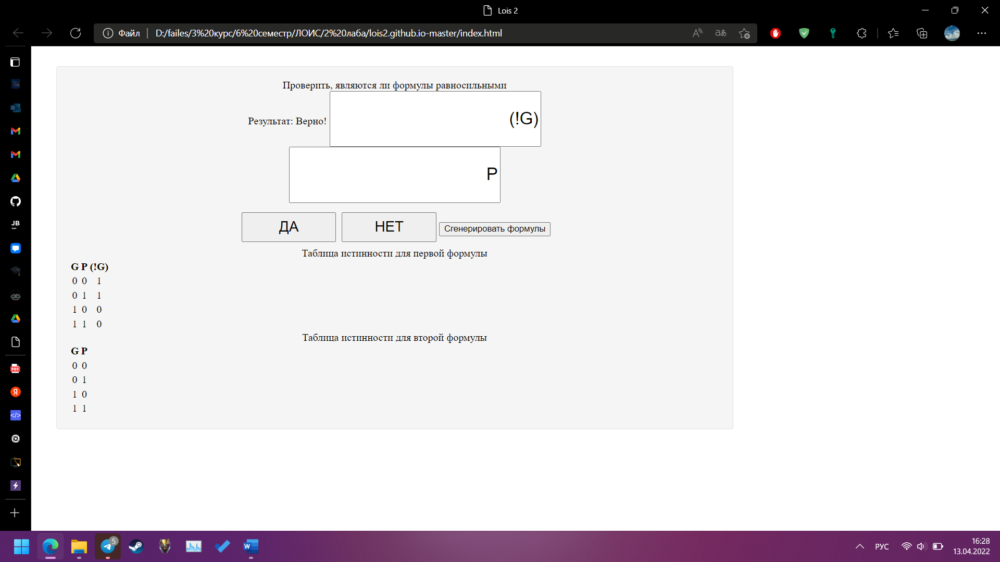 Lois 2
Файл D:/failes/3%20курс/6%20семестр/ЛОИС/2%20лаба/lois2.github.io-master/index.html
Проверить, являются ли формулы равносильными
Результат: Верно! (!G)
P
ДА НЕТ Сгенерировать формулы
Таблица истинности для первой формулы
G P (!G)
0 0 1
0 1 1
1 0 0
1 1 0
Таблица истинности для второй формулы
G P
0 0
0 1
1 0
1 1
JB
PDF
Я
</>
5
W
РУС
16:28
13.04.2022